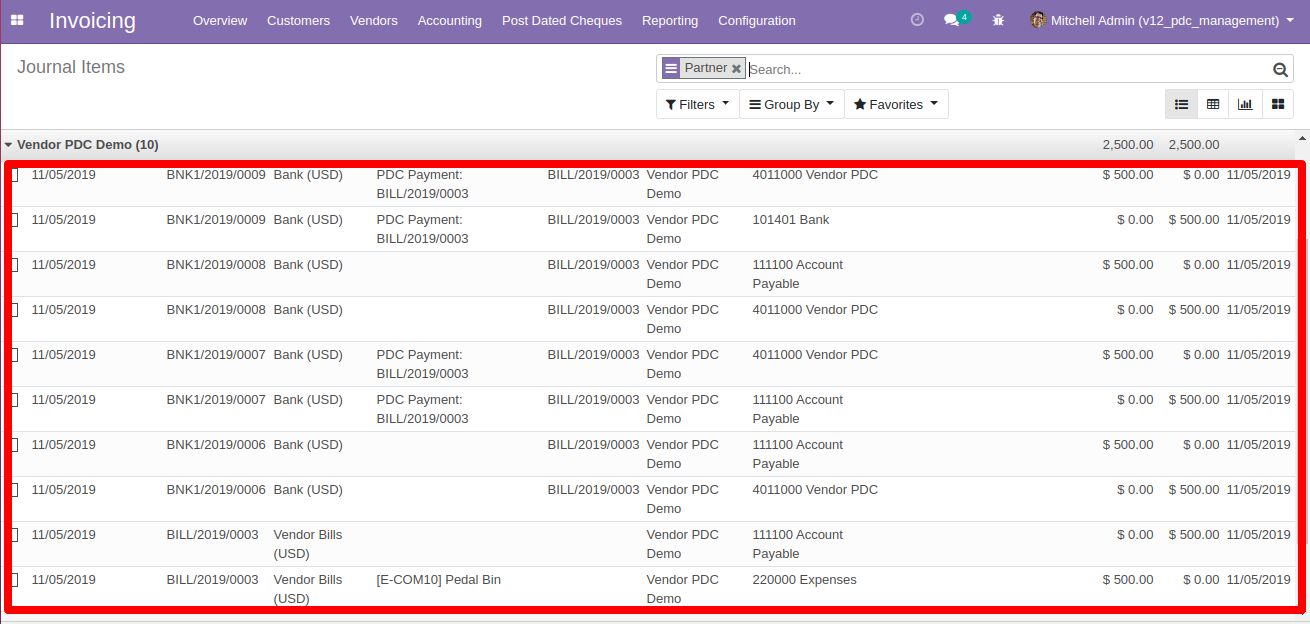 Invoicing Overview Customers Vendors Accounting Post Dated Cheques Reporting Configuration 4 Mitchell Admin (v12_pdc_management)
Journal Items
Partner Search...
Filters Group By Favorites
Vendor PDC Demo (10) 2,500.00 2,500.00
11/05/2019 BNK1/2019/0009 Bank (USD) PDC Payment: BILL/2019/0003 Vendor PDC 4011000 Vendor PDC $ 500.00 $ 0.00 11/05/2019
BILL/2019/0003 Demo
11/05/2019 BNK1/2019/0009 Bank (USD) PDC Payment: BILL/2019/0003 Vendor PDC 101401 Bank $ 0.00 $ 500.00 11/05/2019
BILL/2019/0003 Demo
11/05/2019 BNK1/2019/0008 Bank (USD) BILL/2019/0003 Vendor PDC 111100 Account $ 500.00 $ 0.00 11/05/2019
Demo Payable
11/05/2019 BNK1/2019/0008 Bank (USD) BILL/2019/0003 Vendor PDC 4011000 Vendor PDC $ 0.00 $ 500.00 11/05/2019
Demo
11/05/2019 BNK1/2019/0007 Bank (USD) PDC Payment: BILL/2019/0003 Vendor PDC 4011000 Vendor PDC $ 500.00 $ 0.00 11/05/2019
BILL/2019/0003 Demo
11/05/2019 BNK1/2019/0007 Bank (USD) PDC Payment: BILL/2019/0003 Vendor PDC 111100 Account $ 0.00 $ 500.00 11/05/2019
BILL/2019/0003 Demo Payable
11/05/2019 BNK1/2019/0006 Bank (USD) BILL/2019/0003 Vendor PDC 111100 Account $ 500.00 $ 0.00 11/05/2019
Demo Payable
11/05/2019 BNK1/2019/0006 Bank (USD) BILL/2019/0003 Vendor PDC 4011000 Vendor PDC $ 0.00 $ 500.00 11/05/2019
Demo
11/05/2019 BILL/2019/0003 Vendor Bills Vendor PDC 111100 Account $ 0.00 $ 500.00 11/05/2019
(USD) Demo Payable
11/05/2019 BILL/2019/0003 Vendor Bills [E-COM10] Pedal Bin Vendor PDC 220000 Expenses $ 500.00 $ 0.00 11/05/2019
(USD) Demo